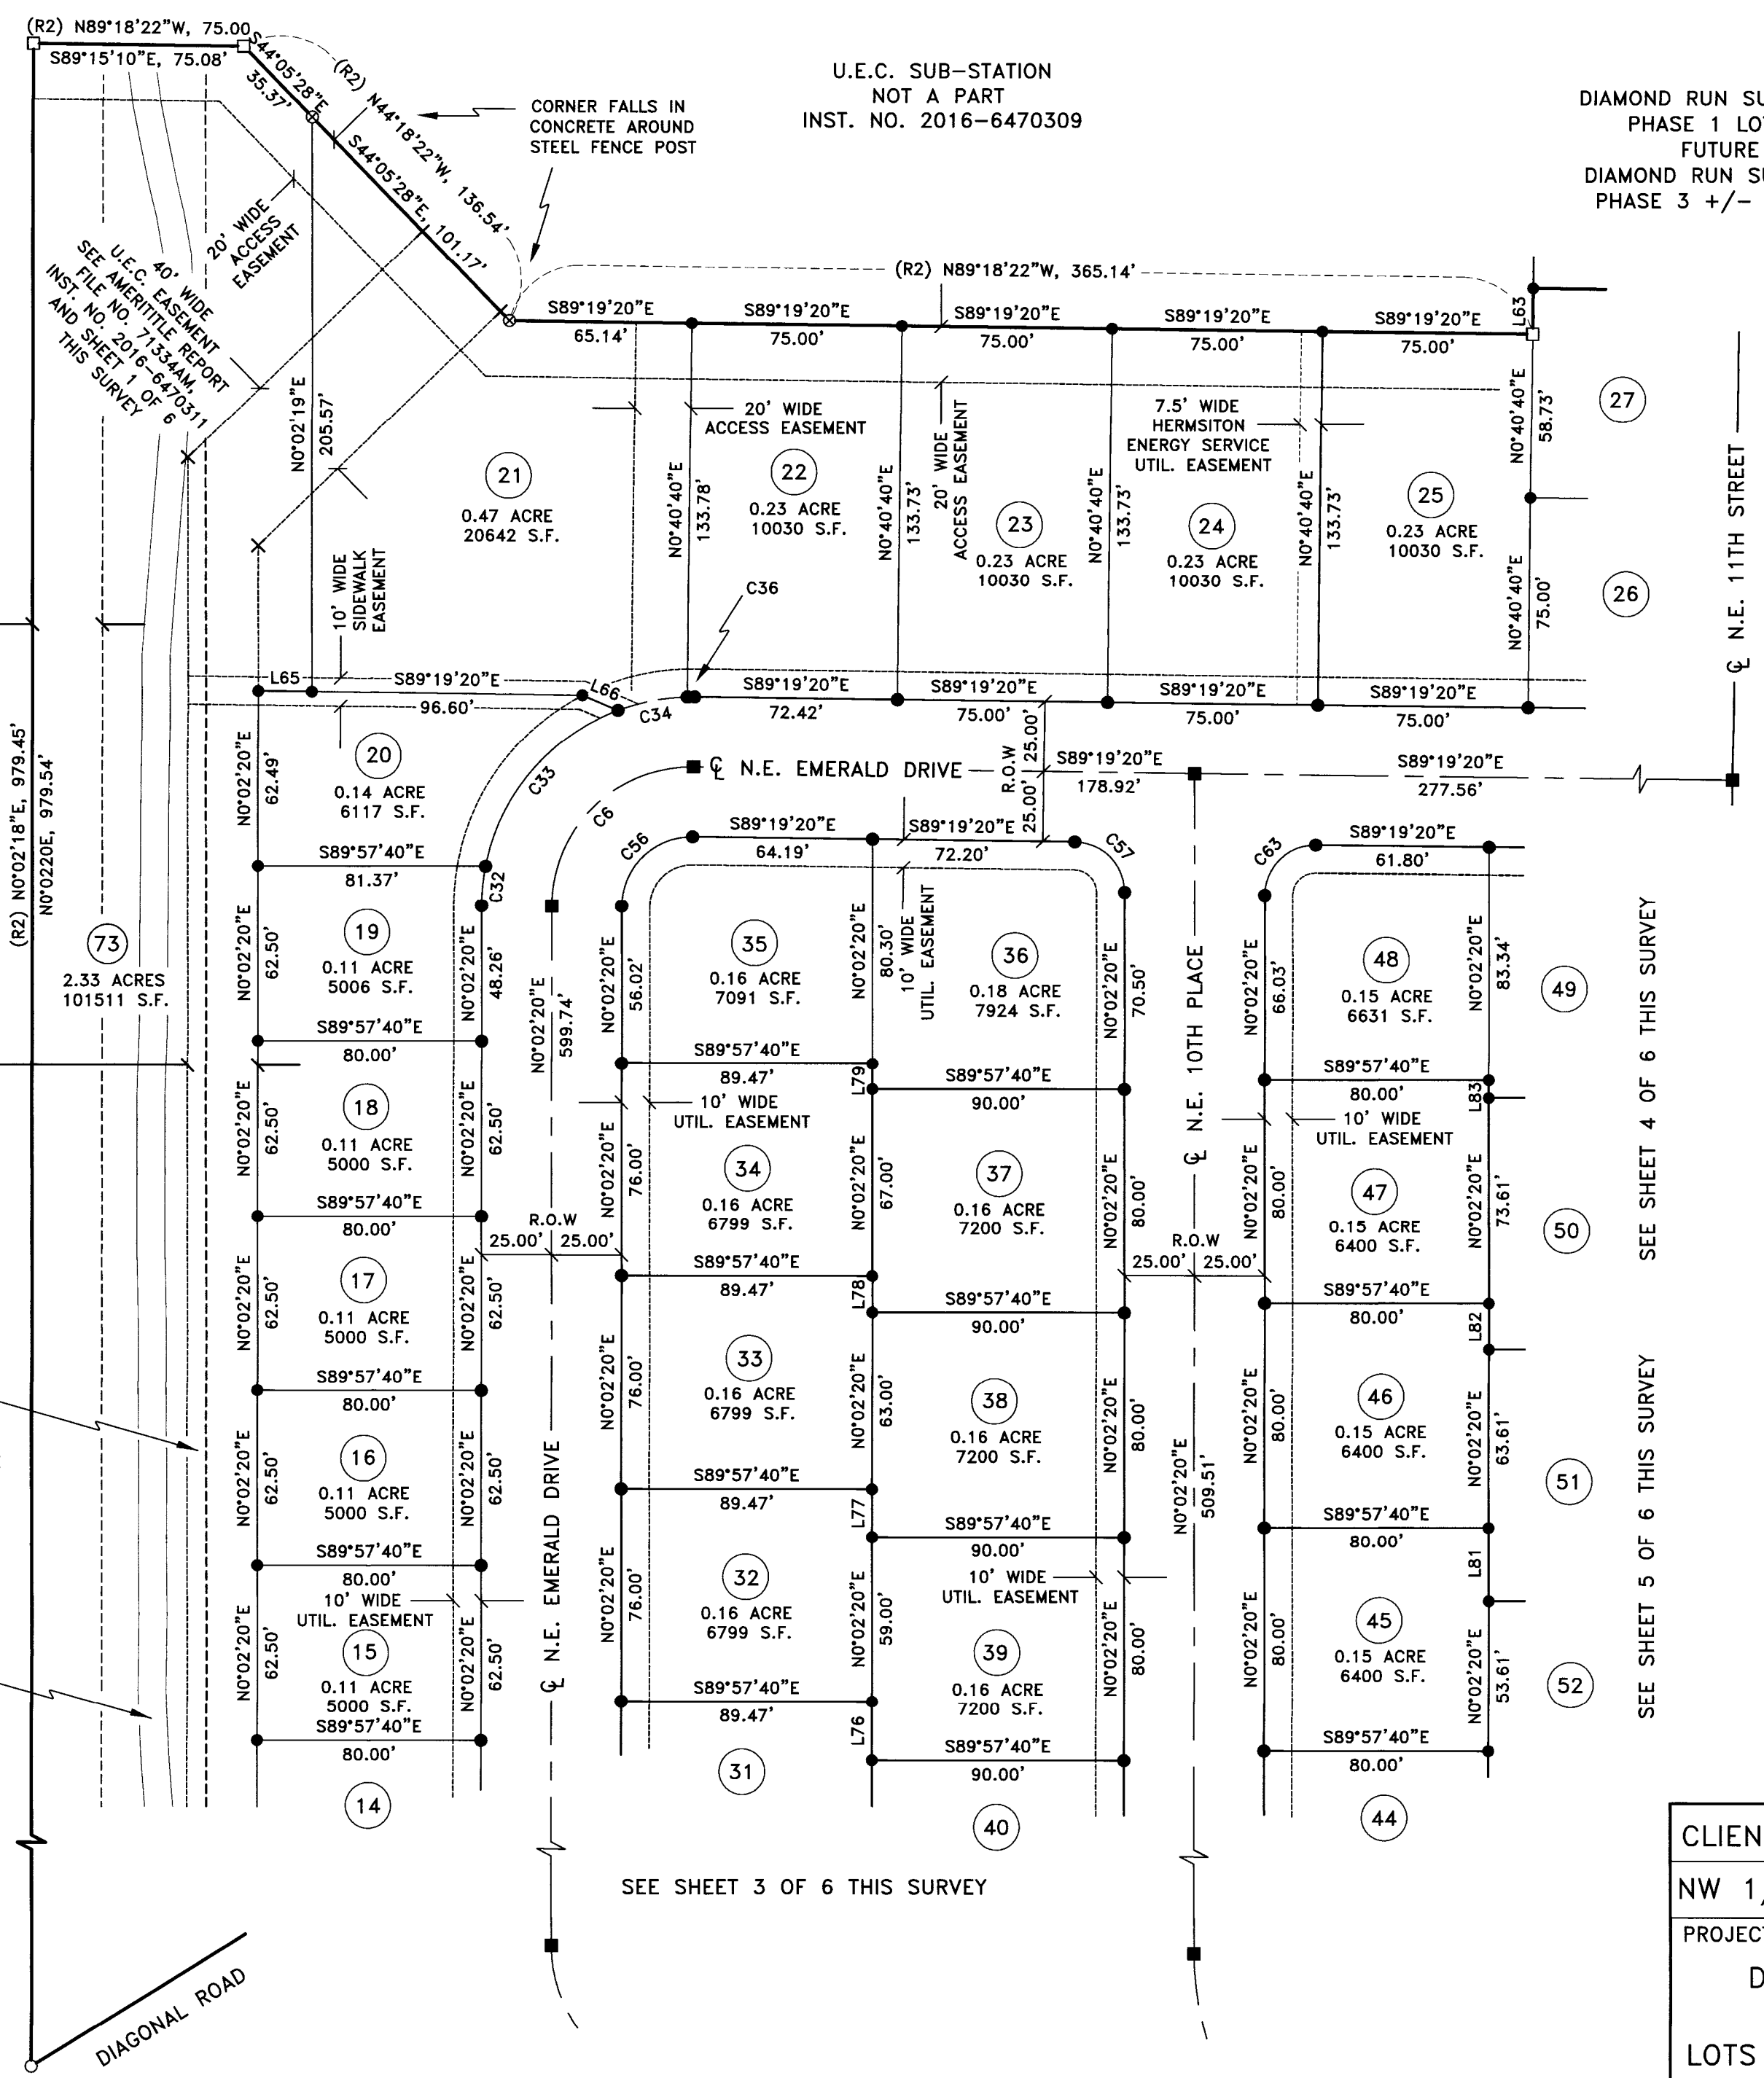 (R2) N89°18'22"W, 75.00
S89°15'10"E, 75.08'
S44°05'28"E
35.37'
(R2) N44°18'22"W, 136.54'
S44°05'28"E, 101.17'
CORNER FALLS IN
CONCRETE AROUND
STEEL FENCE POST
U.E.C. SUB-STATION
NOT A PART
INST. NO. 2016-6470309
DIAMOND RUN SU
PHASE 1 LO
FUTURE
DIAMOND RUN SU
PHASE 3 +/-
20' WIDE
ACCESS
EASEMENT
40' WIDE
U.E.C. EASEMENT
SEE AMERITITLE REPORT
FILE NO. 71334AM,
INST. NO. 2016-6470311
AND SHEET 1 OF 6
THIS SURVEY
(R2) N89°18'22"W, 365.14'
S89°19'20"E
65.14'
S89°19'20"E
75.00'
S89°19'20"E
75.00'
S89°19'20"E
75.00'
S89°19'20"E
75.00'
L63
N0°02'19"E
205.57'
21
0.47 ACRE
20642 S.F.
20' WIDE
ACCESS EASEMENT
22
0.23 ACRE
10030 S.F.
N0°40'40"E
133.78'
N0°40'40"E
133.73'
20' WIDE
ACCESS EASEMENT
23
0.23 ACRE
10030 S.F.
N0°40'40"E
133.73'
7.5' WIDE
HERMSITON
ENERGY SERVICE
UTIL. EASEMENT
24
0.23 ACRE
10030 S.F.
N0°40'40"E
133.73'
25
0.23 ACRE
10030 S.F.
N0°40'40"E
58.73'
N0°40'40"E
75.00'
27
26
℄ N.E. 11TH STREET
10' WIDE
SIDEWALK
EASEMENT
C36
L65
S89°19'20"E
96.60'
L66
C34
S89°19'20"E
72.42'
S89°19'20"E
75.00'
S89°19'20"E
75.00'
S89°19'20"E
75.00'
(R2) N0°02'18"E, 979.45'
N0°0220E, 979.54'
20
0.14 ACRE
6117 S.F.
N0°02'20"E
62.49'
C33
C6
℄ N.E. EMERALD DRIVE
R.O.W
25.00'
25.00'
S89°19'20"E
178.92'
S89°19'20"E
277.56'
S89°57'40"E
81.37'
C32
C56
S89°19'20"E
64.19'
S89°19'20"E
72.20'
C57
C63
S89°19'20"E
61.80'
73
2.33 ACRES
101511 S.F.
N0°02'20"E
62.50'
19
0.11 ACRE
5006 S.F.
N0°02'20"E
48.26'
N0°02'20"E
599.74'
N0°02'20"E
56.02'
35
0.16 ACRE
7091 S.F.
N0°02'20"E
80.30'
10' WIDE
UTIL. EASEMENT
36
0.18 ACRE
7924 S.F.
N0°02'20"E
70.50'
℄ N.E. 10TH PLACE
N0°02'20"E
66.03'
48
0.15 ACRE
6631 S.F.
N0°02'20"E
83.34'
49
SEE SHEET 4 OF 6 THIS SURVEY
S89°57'40"E
80.00'
S89°57'40"E
89.47'
L79
S89°57'40"E
90.00'
S89°57'40"E
80.00'
L83
N0°02'20"E
62.50'
18
0.11 ACRE
5000 S.F.
N0°02'20"E
62.50'
10' WIDE
UTIL. EASEMENT
N0°02'20"E
76.00'
34
0.16 ACRE
6799 S.F.
N0°02'20"E
67.00'
37
0.16 ACRE
7200 S.F.
N0°02'20"E
80.00'
10' WIDE
UTIL. EASEMENT
N0°02'20"E
80.00'
47
0.15 ACRE
6400 S.F.
N0°02'20"E
73.61'
50
S89°57'40"E
80.00'
R.O.W
25.00'
25.00'
R.O.W
25.00'
25.00'
N0°02'20"E
62.50'
17
0.11 ACRE
5000 S.F.
N0°02'20"E
62.50'
S89°57'40"E
89.47'
L78
S89°57'40"E
90.00'
S89°57'40"E
80.00'
L82
S89°57'40"E
80.00'
N0°02'20"E
76.00'
33
0.16 ACRE
6799 S.F.
N0°02'20"E
63.00'
38
0.16 ACRE
7200 S.F.
N0°02'20"E
80.00'
N0°02'20"E
80.00'
46
0.15 ACRE
6400 S.F.
N0°02'20"E
63.61'
51
SEE SHEET 5 OF 6 THIS SURVEY
N0°02'20"E
62.50'
16
0.11 ACRE
5000 S.F.
N0°02'20"E
62.50'
℄ N.E. EMERALD DRIVE
S89°57'40"E
89.47'
L77
S89°57'40"E
90.00'
N0°02'20"E
509.51'
S89°57'40"E
80.00'
L81
S89°57'40"E
80.00'
10' WIDE
UTIL. EASEMENT
N0°02'20"E
62.50'
15
0.11 ACRE
5000 S.F.
N0°02'20"E
62.50'
N0°02'20"E
76.00'
32
0.16 ACRE
6799 S.F.
N0°02'20"E
59.00'
10' WIDE
UTIL. EASEMENT
39
0.16 ACRE
7200 S.F.
N0°02'20"E
80.00'
N0°02'20"E
80.00'
45
0.15 ACRE
6400 S.F.
N0°02'20"E
53.61'
52
S89°57'40"E
80.00'
S89°57'40"E
89.47'
L76
S89°57'40"E
90.00'
S89°57'40"E
80.00'
14
31
40
44
SEE SHEET 3 OF 6 THIS SURVEY
DIAGONAL ROAD
CLIEN
NW 1/
PROJECT
D
LOTS